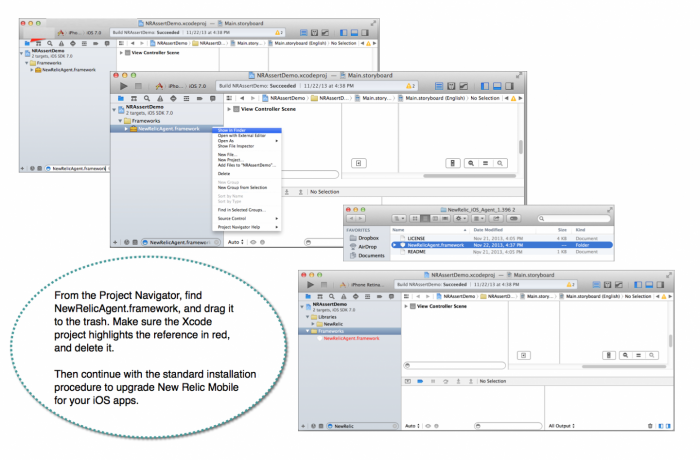 NRAssertDemo.xcodeproj — Main.storyboard
iPho... iOS 7.0
Build NRAssertDemo: Succeeded | 11/22/13 at 4:38 PM
NRAssertDemo
2 targets, iOS SDK 7.0
Frameworks
NewRelicAgent.framework
NRAssertDemo
Main.story...
Main.storyboard (English)
No Selection
View Controller Scene
NewRelicAgent.framework
NRAssertDemo.xcodeproj — Main.storyboard
iPho... iOS 7.0
Build NRAssertDemo: Succeeded | 11/22/13 at 4:38 PM
2
NRAssertDemo
NRAssertD...
Main.story...
Main.storyboard (English)
No Selection
NRAssertDemo
2 targets, iOS SDK 7.0
Frameworks
NewRelicAgent.framework
View Controller Scene
Show in Finder
Open with External Editor
Open As
Show File Inspector
New File...
New Project...
Add Files to "NRAssertDemo"...
Delete
New Group
New Group from Selection
Sort by Name
Sort by Type
Find in Selected Groups...
Source Control
Project Navigator Help
No Selection
NewRelicAgent.framewor
Auto
NewRelic_iOS_Agent_1.396 2
FAVORITES
Dropbox
AirDrop
Documents
Name
Date Modified
Size
Kind
LICENSE
Nov 21, 2013, 4:03 PM
4 KB
Document
NewRelicAgent.framework
Nov 22, 2013, 4:37 PM
--
Folder
README
Nov 21, 2013, 4:05 PM
1 KB
Document
NRAssertDemo.xcodeproj — Main.storyboard
iPhone Retina...
Build NRAssertDemo: Succeeded | 11/22/13 at 4:38 PM
2
NRAssertDemo
NRAssertD...
Main.story...
Main.storyboard (English)
No Selection
NRAssertDemo
2 targets, iOS SDK 7.0
Libraries
NewRelic
Frameworks
NewRelicAgent.framework
View Controller Scene
No Selection
NewRelic
Auto
All Output
From the Project Navigator, find
NewRelicAgent.framework, and drag it
to the trash. Make sure the Xcode
project highlights the reference in red,
and delete it.
Then continue with the standard installation
procedure to upgrade New Relic Mobile
for your iOS apps.